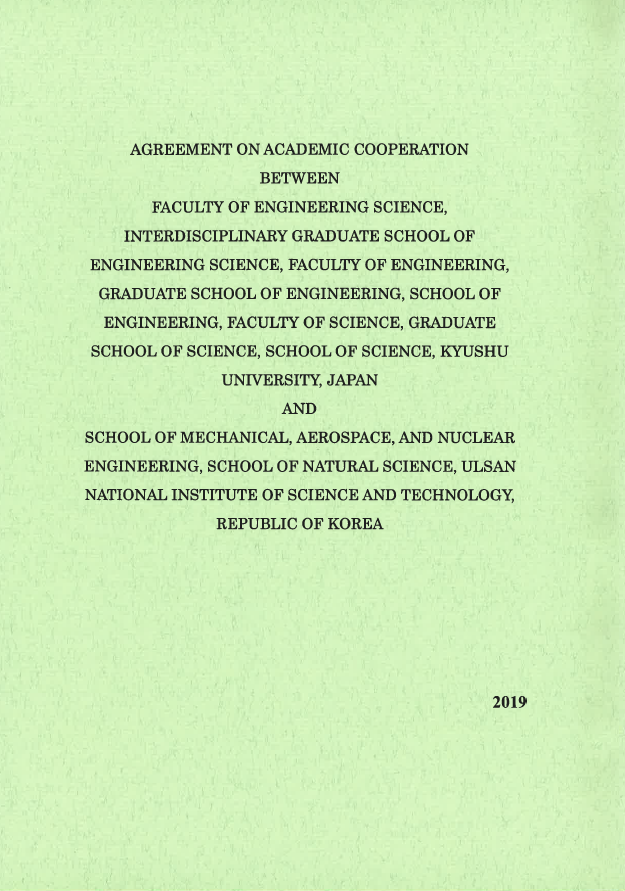 AGREEMENT ON ACADEMIC COOPERATION
BETWEEN
FACULTY OF ENGINEERING SCIENCE,
INTERDISCIPLINARY GRADUATE SCHOOL OF
ENGINEERING SCIENCE, FACULTY OF ENGINEERING,
GRADUATE SCHOOL OF ENGINEERING, SCHOOL OF
ENGINEERING, FACULTY OF SCIENCE, GRADUATE
SCHOOL OF SCIENCE, SCHOOL OF SCIENCE, KYUSHU
UNIVERSITY, JAPAN
AND
SCHOOL OF MECHANICAL, AEROSPACE, AND NUCLEAR
ENGINEERING, SCHOOL OF NATURAL SCIENCE, ULSAN
NATIONAL INSTITUTE OF SCIENCE AND TECHNOLOGY,
REPUBLIC OF KOREA
2019